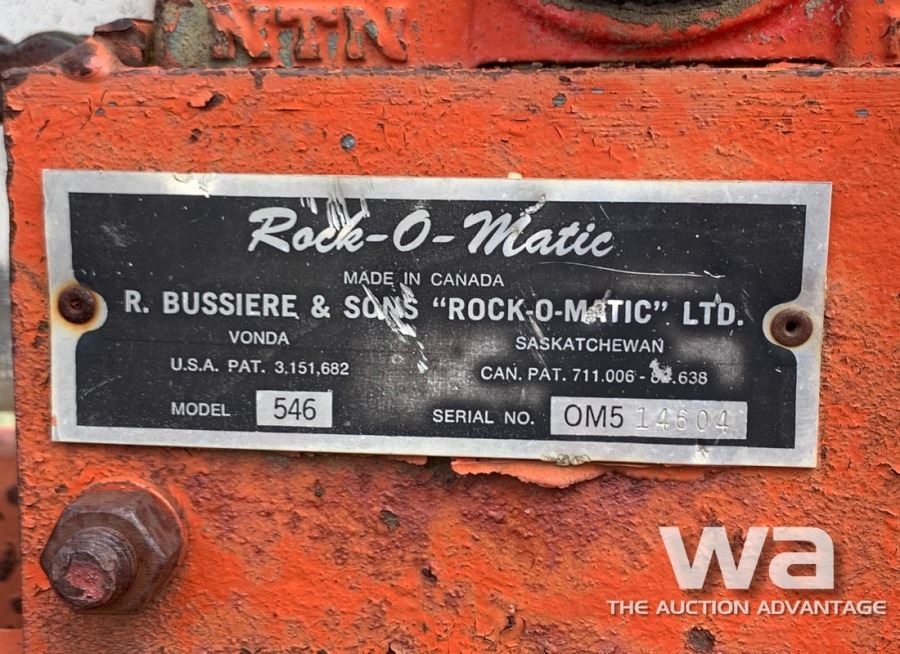 NTN
Rock-O-Matic
MADE IN CANADA
R. BUSSIERE & SONS "ROCK-O-MATIC" LTD.
VONDA SASKATCHEWAN
U.S.A. PAT. 3,151,682 CAN. PAT. 711.006 -
MODEL 546 SERIAL NO. OM5 14604
wa
THE AUCTION ADVANTAGE